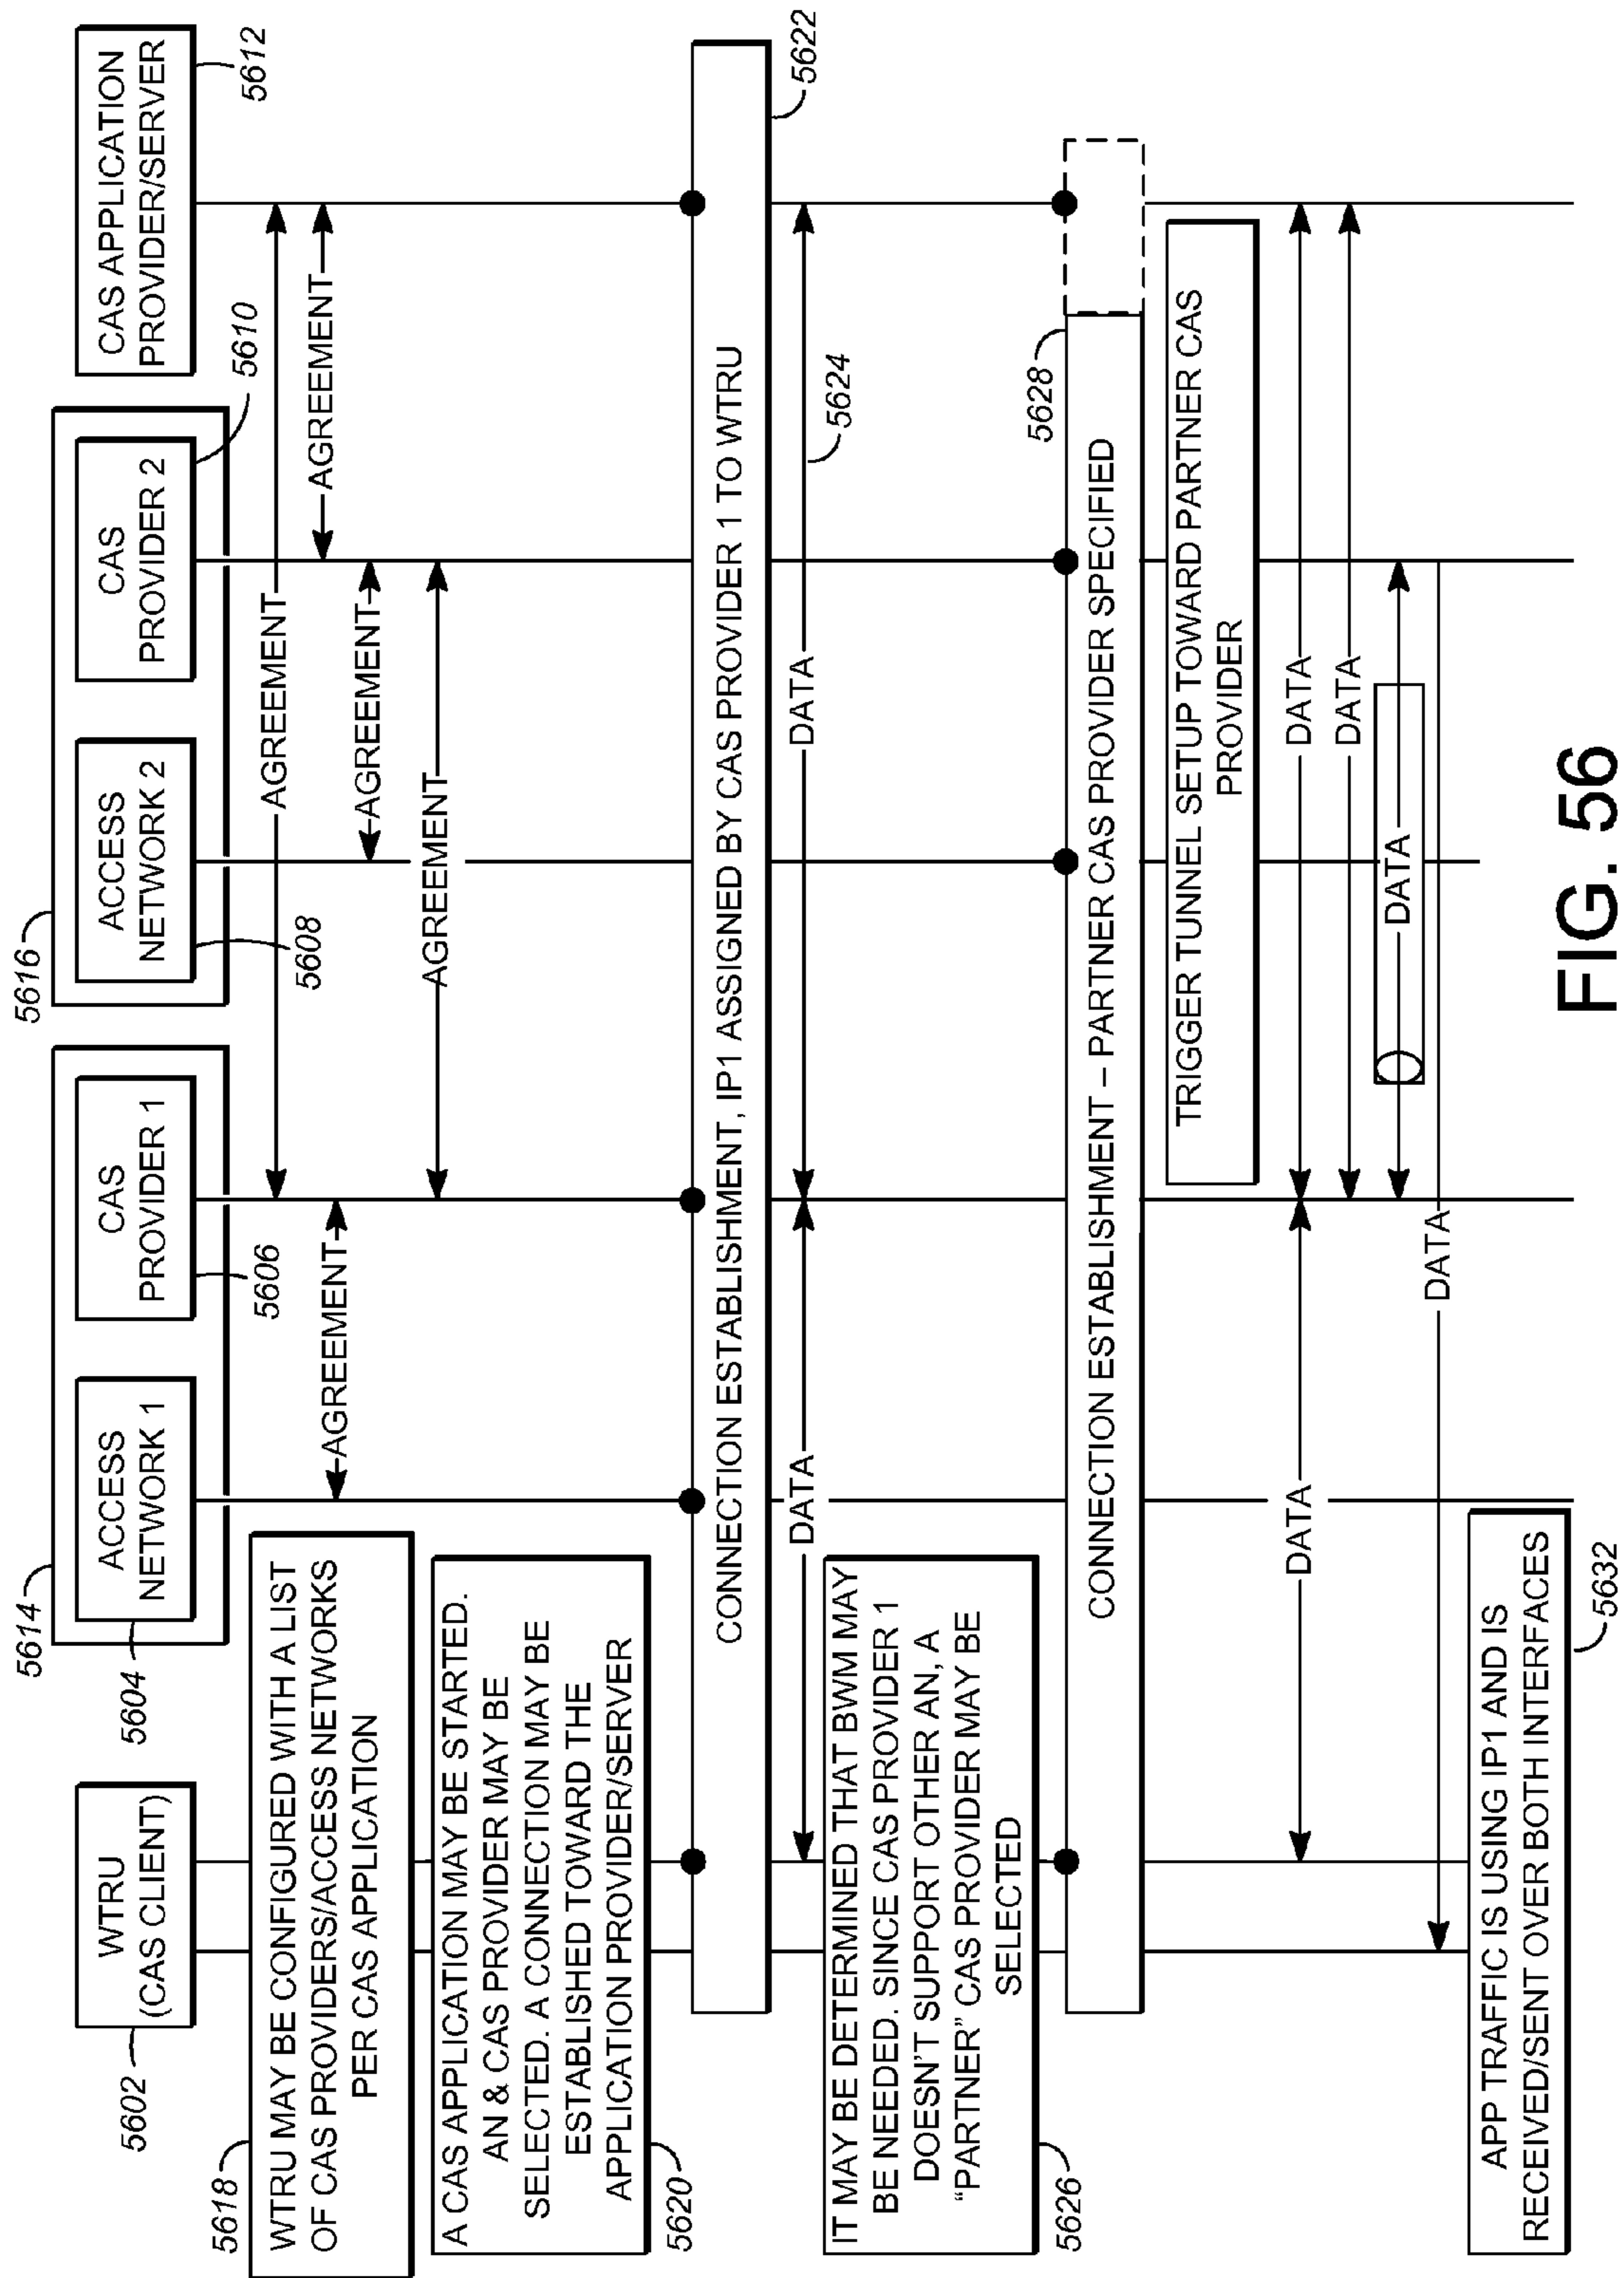 5602
WTRU
(CAS CLIENT)
5614
5604
ACCESS
NETWORK 1
5606
CAS
PROVIDER 1
5616
5608
ACCESS
NETWORK 2
CAS
PROVIDER 2
5610
CAS APPLICATION
PROVIDER/SERVER
5612
5618
WTRU MAY BE CONFIGURED WITH A LIST
OF CAS PROVIDERS/ACCESS NETWORKS
PER CAS APPLICATION
AGREEMENT
AGREEMENT
AGREEMENT
AGREEMENT
AGREEMENT
A CAS APPLICATION MAY BE STARTED.
AN & CAS PROVIDER MAY BE
SELECTED. A CONNECTION MAY BE
ESTABLISHED TOWARD THE
APPLICATION PROVIDER/SERVER
5620
CONNECTION ESTABLISHMENT, IP1 ASSIGNED BY CAS PROVIDER 1 TO WTRU
5622
DATA
DATA
5624
IT MAY BE DETERMINED THAT BWM MAY
BE NEEDED. SINCE CAS PROVIDER 1
DOESN'T SUPPORT OTHER AN, A
“PARTNER” CAS PROVIDER MAY BE
SELECTED
5626
CONNECTION ESTABLISHMENT – PARTNER CAS PROVIDER SPECIFIED
5628
TRIGGER TUNNEL SETUP TOWARD PARTNER CAS
PROVIDER
DATA
DATA
DATA
DATA
DATA
APP TRAFFIC IS USING IP1 AND IS
RECEIVED/SENT OVER BOTH INTERFACES
5632
FIG. 56